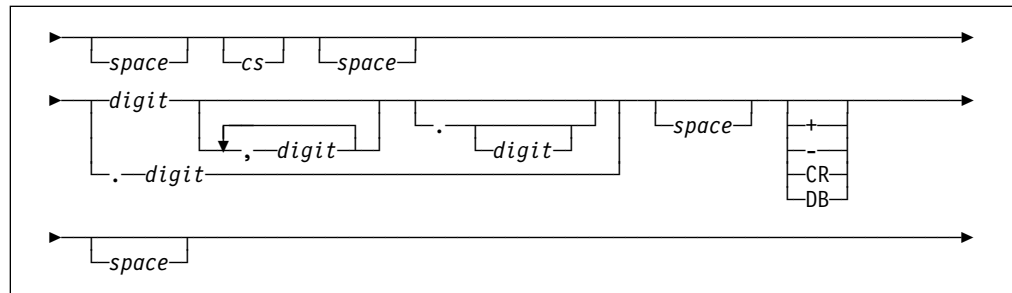 space cs space
digit
, digit . digit space +
-
. digit CR
DB
space